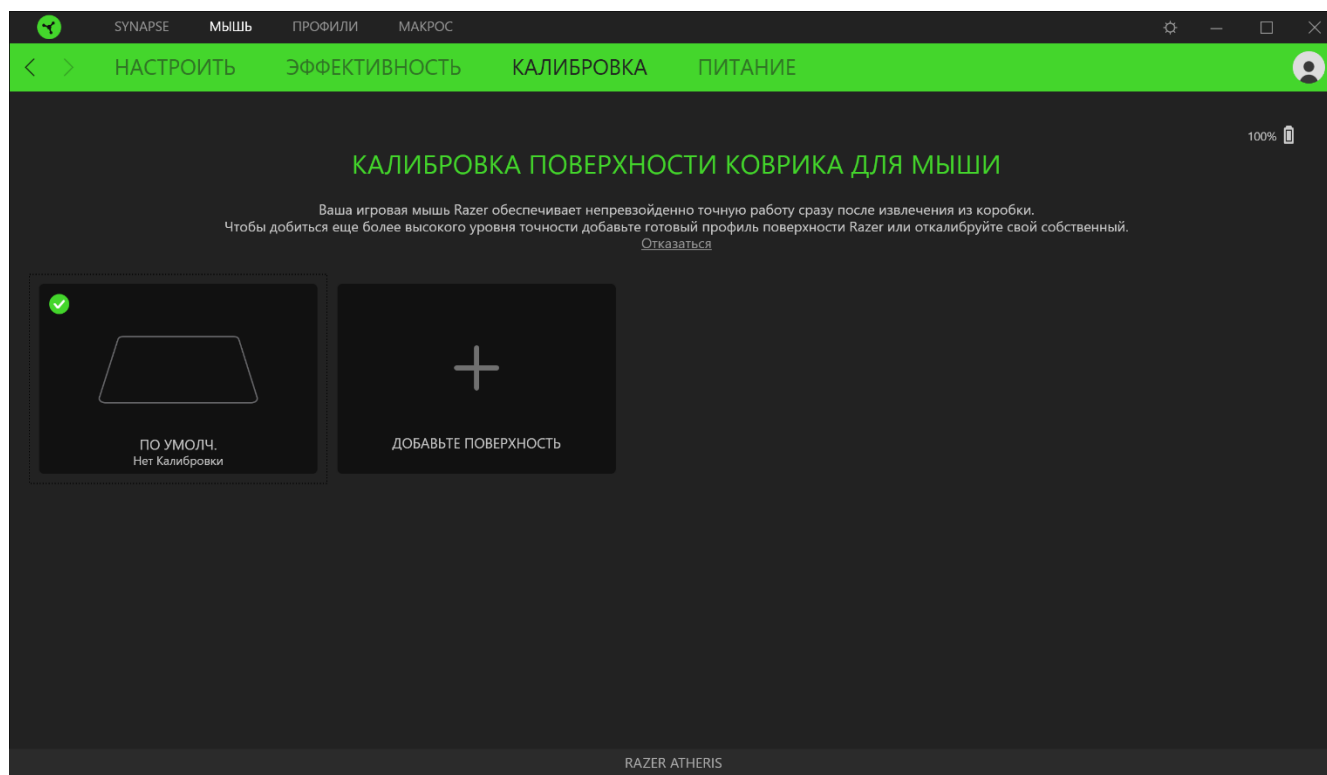 SYNAPSE МЫШЬ ПРОФИЛИ МАКРОС
НАСТРОИТЬ ЭФФЕКТИВНОСТЬ КАЛИБРОВКА ПИТАНИЕ
100%
КАЛИБРОВКА ПОВЕРХНОСТИ КОВРИКА ДЛЯ МЫШИ
Ваша игровая мышь Razer обеспечивает непревзойденно точную работу сразу после извлечения из коробки.
Чтобы добиться еще более высокого уровня точности добавьте готовый профиль поверхности Razer или откалибруйте свой собственный.
Отказаться
ПО УМОЛЧ.
Нет Калибровки
ДОБАВЬТЕ ПОВЕРХНОСТЬ
RAZER ATHERIS